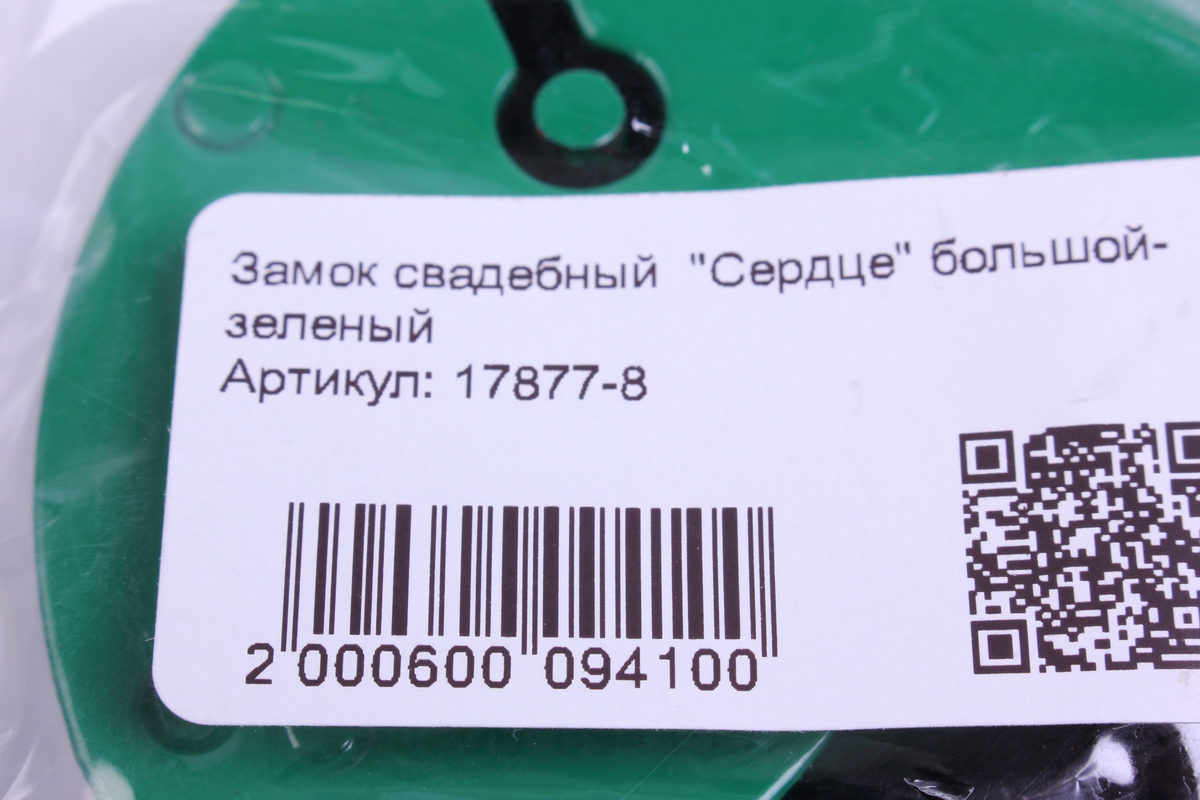 Замок свадебный "Сердце" большой-
зеленый
Артикул: 17877-8
2 000600 094100